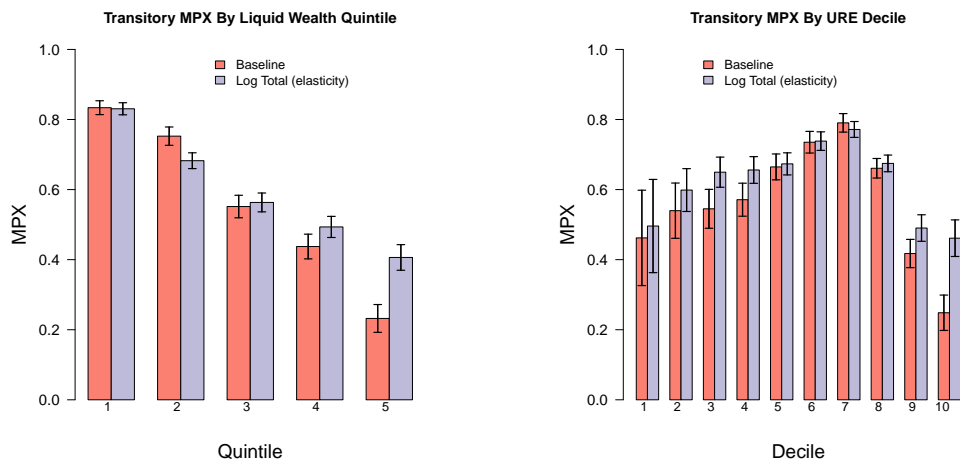 Transitory MPX By Liquid Wealth Quintile
MPX
1.0
0.8
0.6
0.4
0.2
0.0
Baseline
Log Total (elasticity)
1 2 3 4 5
Quintile
Transitory MPX By URE Decile
MPX
1.0
0.8
0.6
0.4
0.2
0.0
Baseline
Log Total (elasticity)
1 2 3 4 5 6 7 8 9 10
Decile